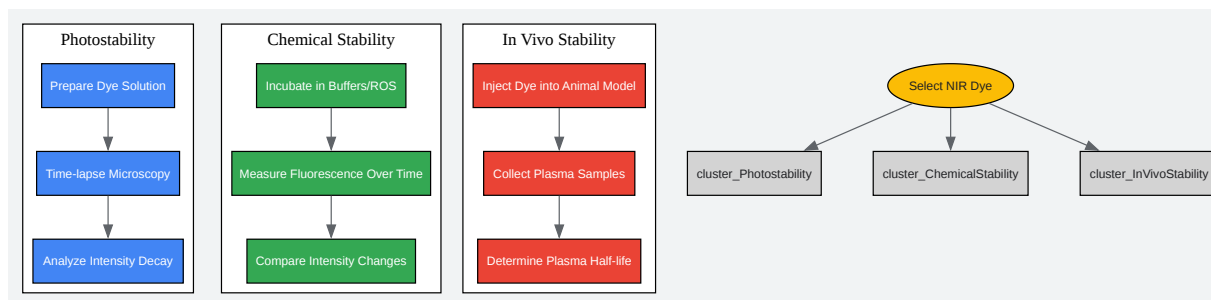 Photostability
Prepare Dye Solution
Time-lapse Microscopy
Analyze Intensity Decay
Chemical Stability
Incubate in Buffers/ROS
Measure Fluorescence Over Time
Compare Intensity Changes
In Vivo Stability
Inject Dye into Animal Model
Collect Plasma Samples
Determine Plasma Half-life
Select NIR Dye
cluster_Photostability
cluster_ChemicalStability
cluster_InVivoStability